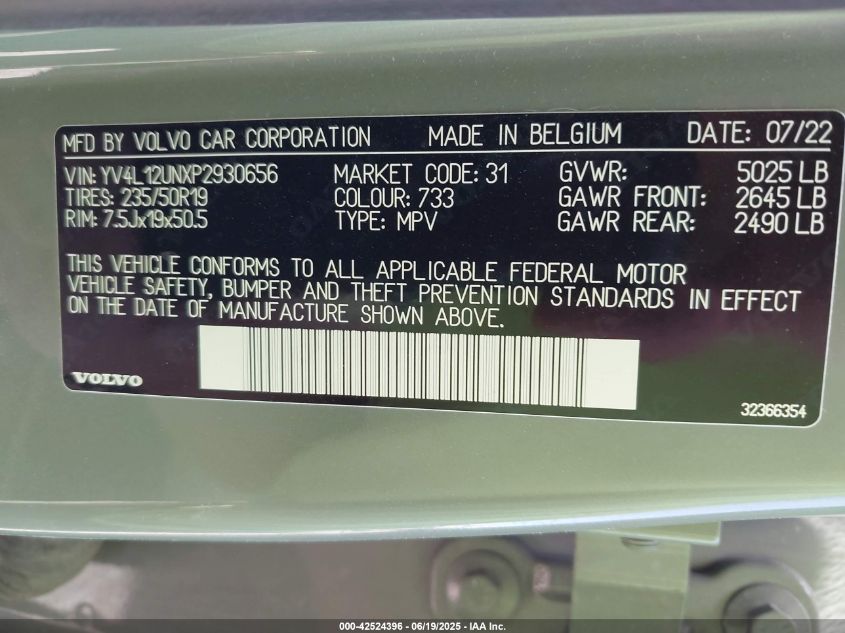 MFD BY VOLVO CAR CORPORATION MADE IN BELGIUM DATE: 07/22
VIN: YV4L12UNXP2930656 MARKET CODE: 31 GVWR: 5025 LB
TIRES: 235/50R19 COLOUR: 733 GAWR FRONT: 2645 LB
RIM: 7.5Jx19x50.5 TYPE: MPV GAWR REAR: 2490 LB
THIS VEHICLE CONFORMS TO ALL APPLICABLE FEDERAL MOTOR
VEHICLE SAFETY, BUMPER AND THEFT PREVENTION STANDARDS IN EFFECT
ON THE DATE OF MANUFACTURE SHOWN ABOVE.
VOLVO
32366354
000-42524396 - 06/19/2025 - IAA Inc.